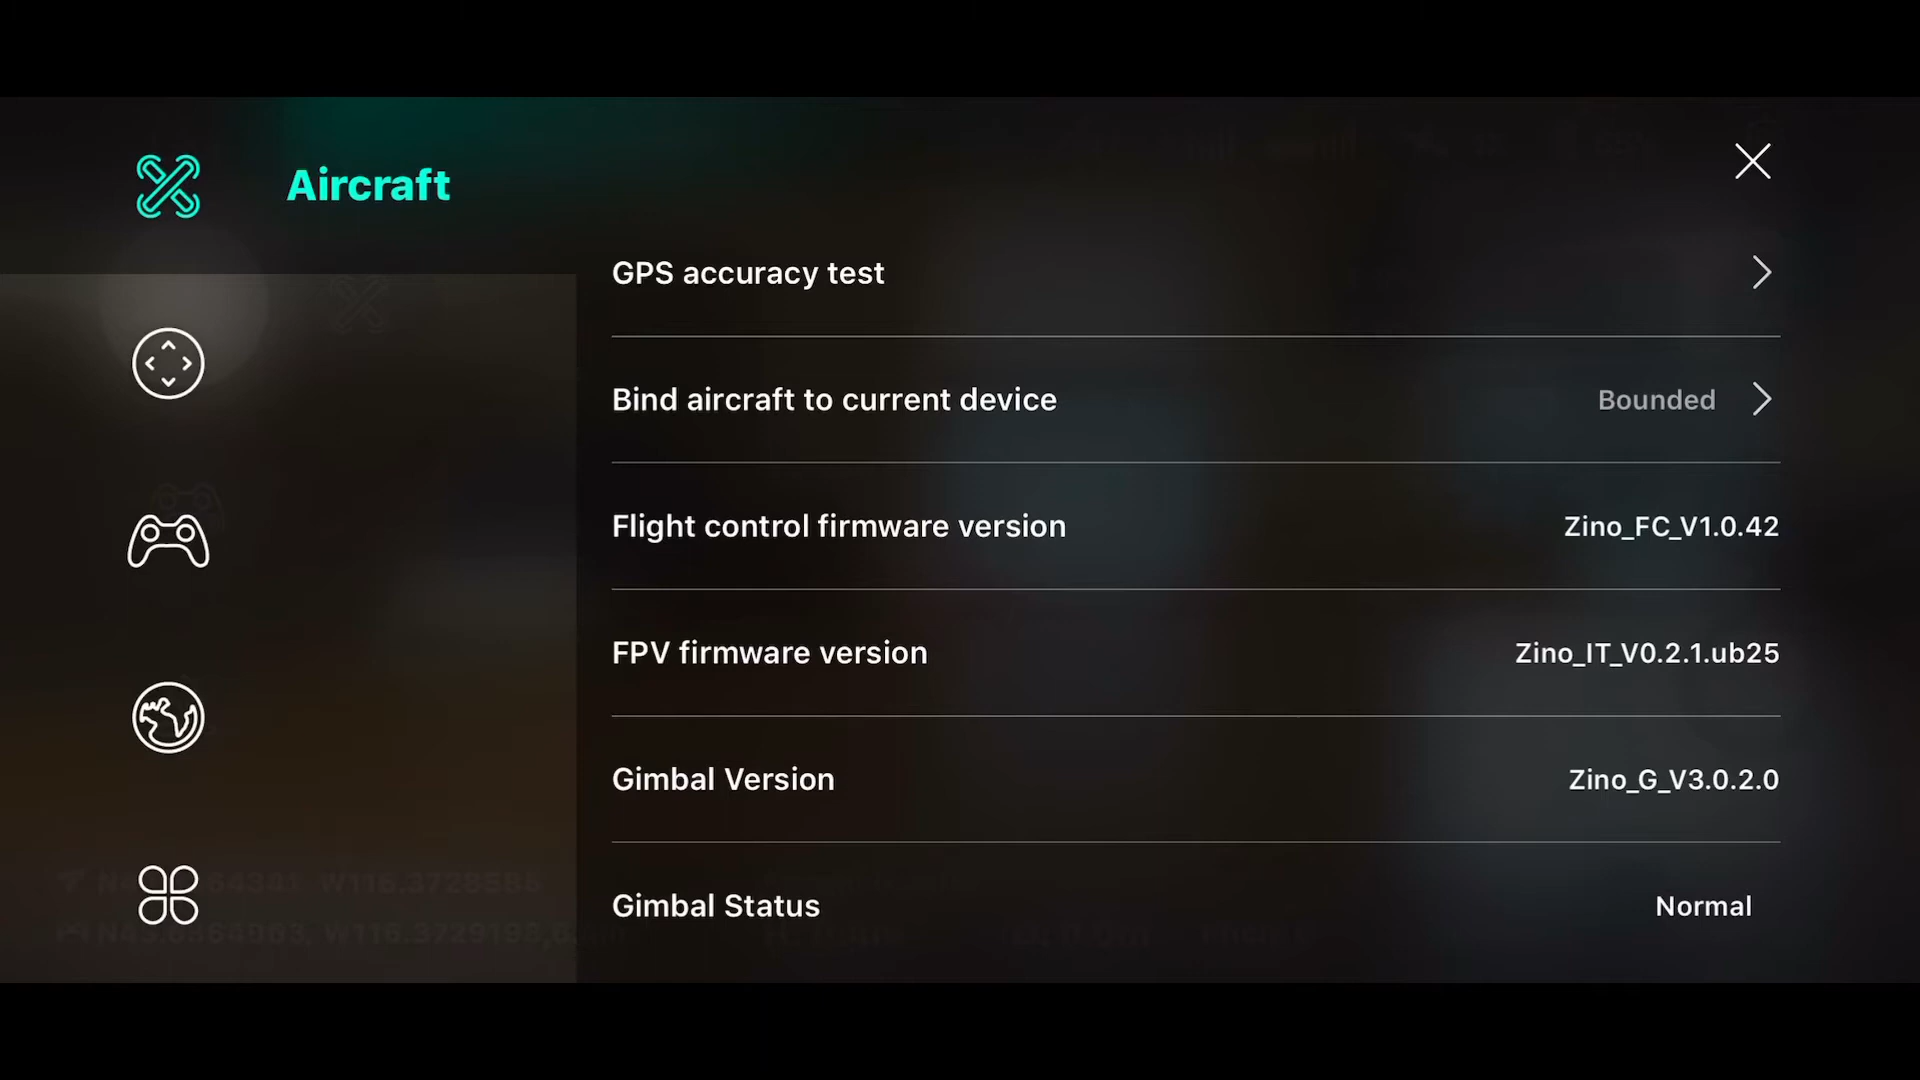 Aircraft
GPS accuracy test
Bind aircraft to current device Bounded
Flight control firmware version Zino_FC_V1.0.42
FPV firmware version Zino_IT_V0.2.1.ub25
Gimbal Version Zino_G_V3.0.2.0
Gimbal Status Normal